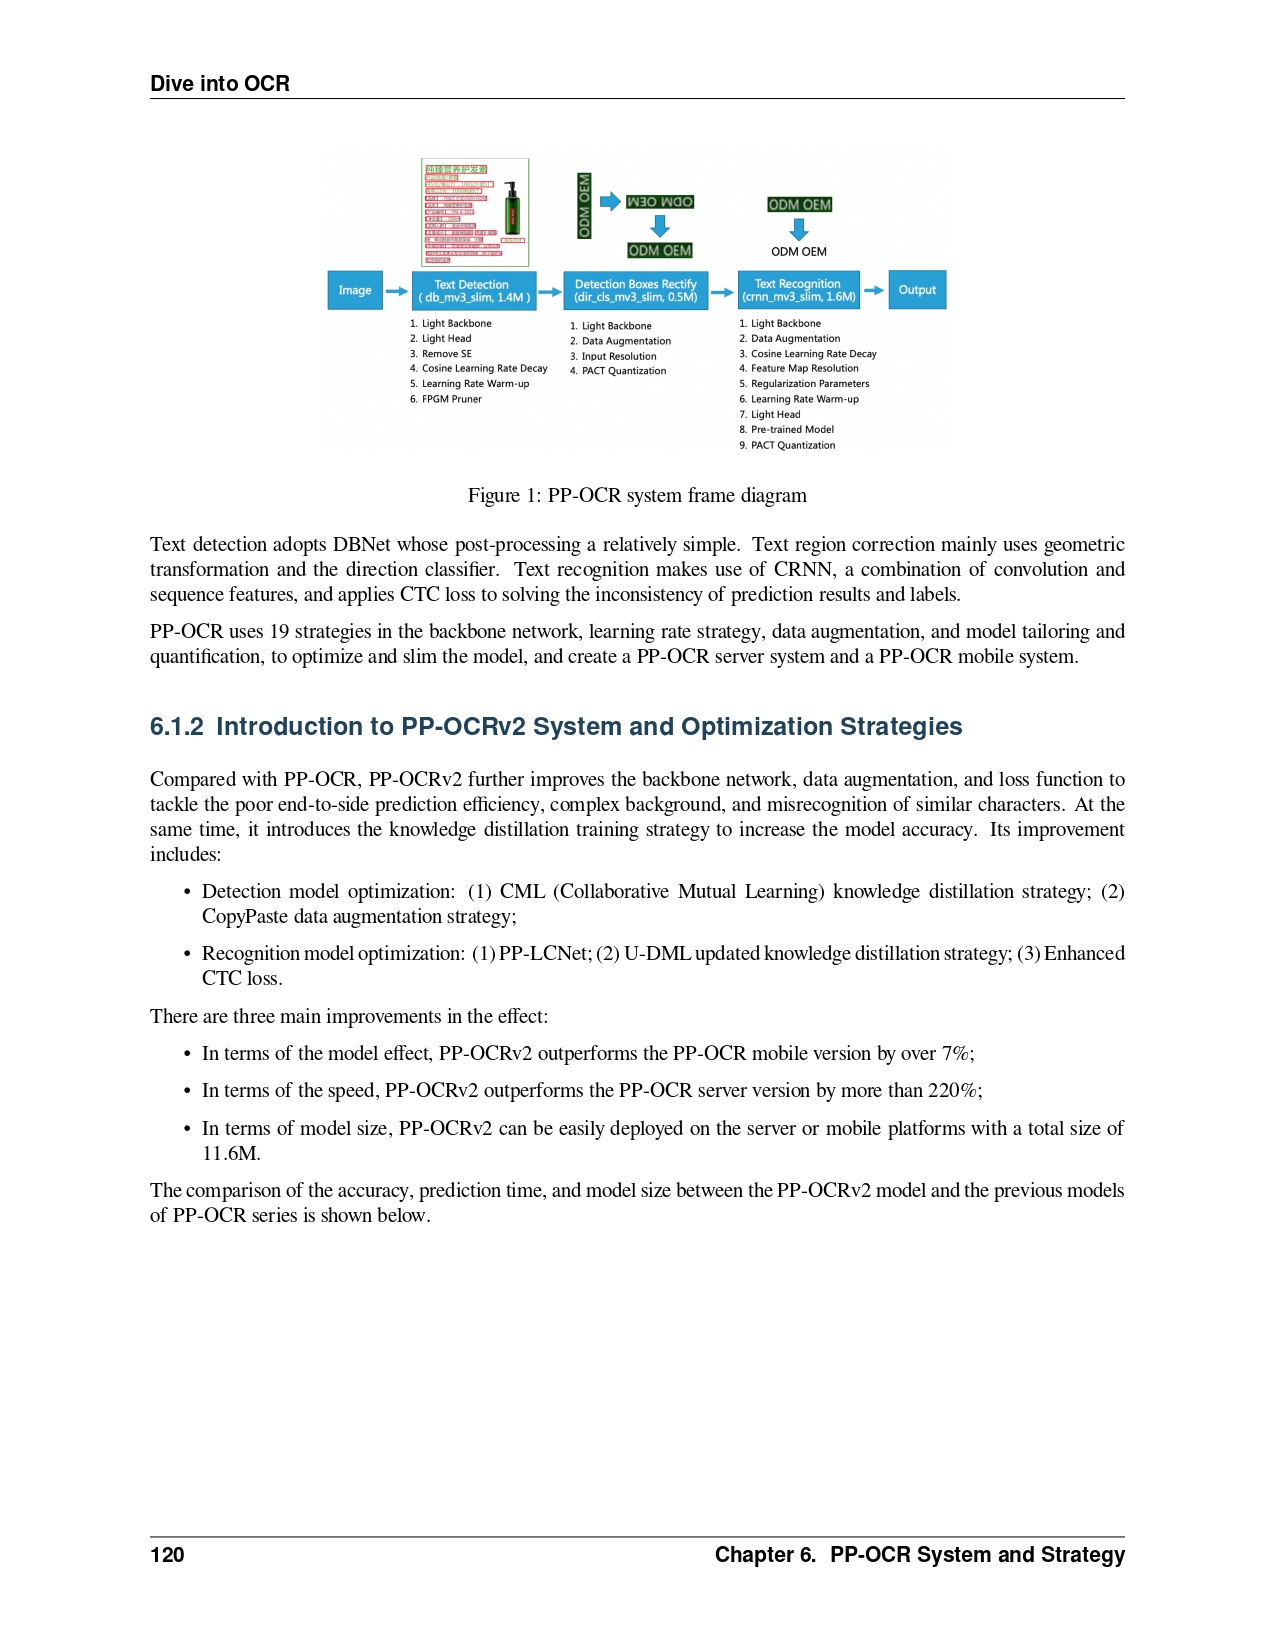 Dive into OCR
纯臻营养护发素
ODM OEM
ODM OEM
ODM OEM
ODM OEM
ODM OEM
Image
Text Detection
( db_mv3_slim, 1.4M )
Detection Boxes Rectify
(dir_cls_mv3_slim, 0.5M)
Text Recognition
(crnn_mv3_slim, 1.6M)
Output
1. Light Backbone
2. Light Head
3. Remove SE
4. Cosine Learning Rate Decay
5. Learning Rate Warm-up
6. FPGM Pruner
1. Light Backbone
2. Data Augmentation
3. Input Resolution
4. PACT Quantization
1. Light Backbone
2. Data Augmentation
3. Cosine Learning Rate Decay
4. Feature Map Resolution
5. Regularization Parameters
6. Learning Rate Warm-up
7. Light Head
8. Pre-trained Model
9. PACT Quantization
Figure 1: PP-OCR system frame diagram
Text detection adopts DBNet whose post-processing a relatively simple. Text region correction mainly uses geometric
transformation and the direction classifier. Text recognition makes use of CRNN, a combination of convolution and
sequence features, and applies CTC loss to solving the inconsistency of prediction results and labels.
PP-OCR uses 19 strategies in the backbone network, learning rate strategy, data augmentation, and model tailoring and
quantification, to optimize and slim the model, and create a PP-OCR server system and a PP-OCR mobile system.
6.1.2 Introduction to PP-OCRv2 System and Optimization Strategies
Compared with PP-OCR, PP-OCRv2 further improves the backbone network, data augmentation, and loss function to
tackle the poor end-to-side prediction efficiency, complex background, and misrecognition of similar characters. At the
same time, it introduces the knowledge distillation training strategy to increase the model accuracy. Its improvement
includes:
• Detection model optimization: (1) CML (Collaborative Mutual Learning) knowledge distillation strategy; (2)
CopyPaste data augmentation strategy;
• Recognition model optimization: (1) PP-LCNet; (2) U-DML updated knowledge distillation strategy; (3) Enhanced
CTC loss.
There are three main improvements in the effect:
• In terms of the model effect, PP-OCRv2 outperforms the PP-OCR mobile version by over 7%;
• In terms of the speed, PP-OCRv2 outperforms the PP-OCR server version by more than 220%;
• In terms of model size, PP-OCRv2 can be easily deployed on the server or mobile platforms with a total size of
11.6M.
The comparison of the accuracy, prediction time, and model size between the PP-OCRv2 model and the previous models
of PP-OCR series is shown below.
120
Chapter 6. PP-OCR System and Strategy